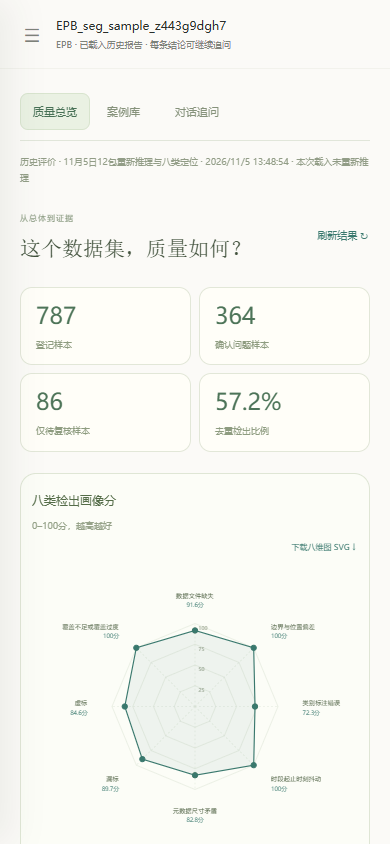 EPB_seg_sample_z443g9dgh7
EPB · 已载入历史报告 · 每条结论可继续追问
质量总览
案例库
对话追问
历史评价 · 11月5日12包重新推理与八类定位 · 2026/11/5 13:48:54 · 本次载入未重新推
理
从总体到证据
这个数据集，质量如何？
刷新结果 ↻
787
登记样本
364
确认问题样本
86
仅待复核样本
57.2%
去重检出比例
八类检出画像分
0–100分，越高越好
下载八维图 SVG ↓
数据文件缺失
91.6分
覆盖不足或覆盖过度
100分
边界与位置偏差
100分
100
75
50
25
虚标
84.6分
类别标注错误
72.3分
漏标
89.7分
时段起止时刻抖动
100分
元数据尺寸矛盾
82.8分